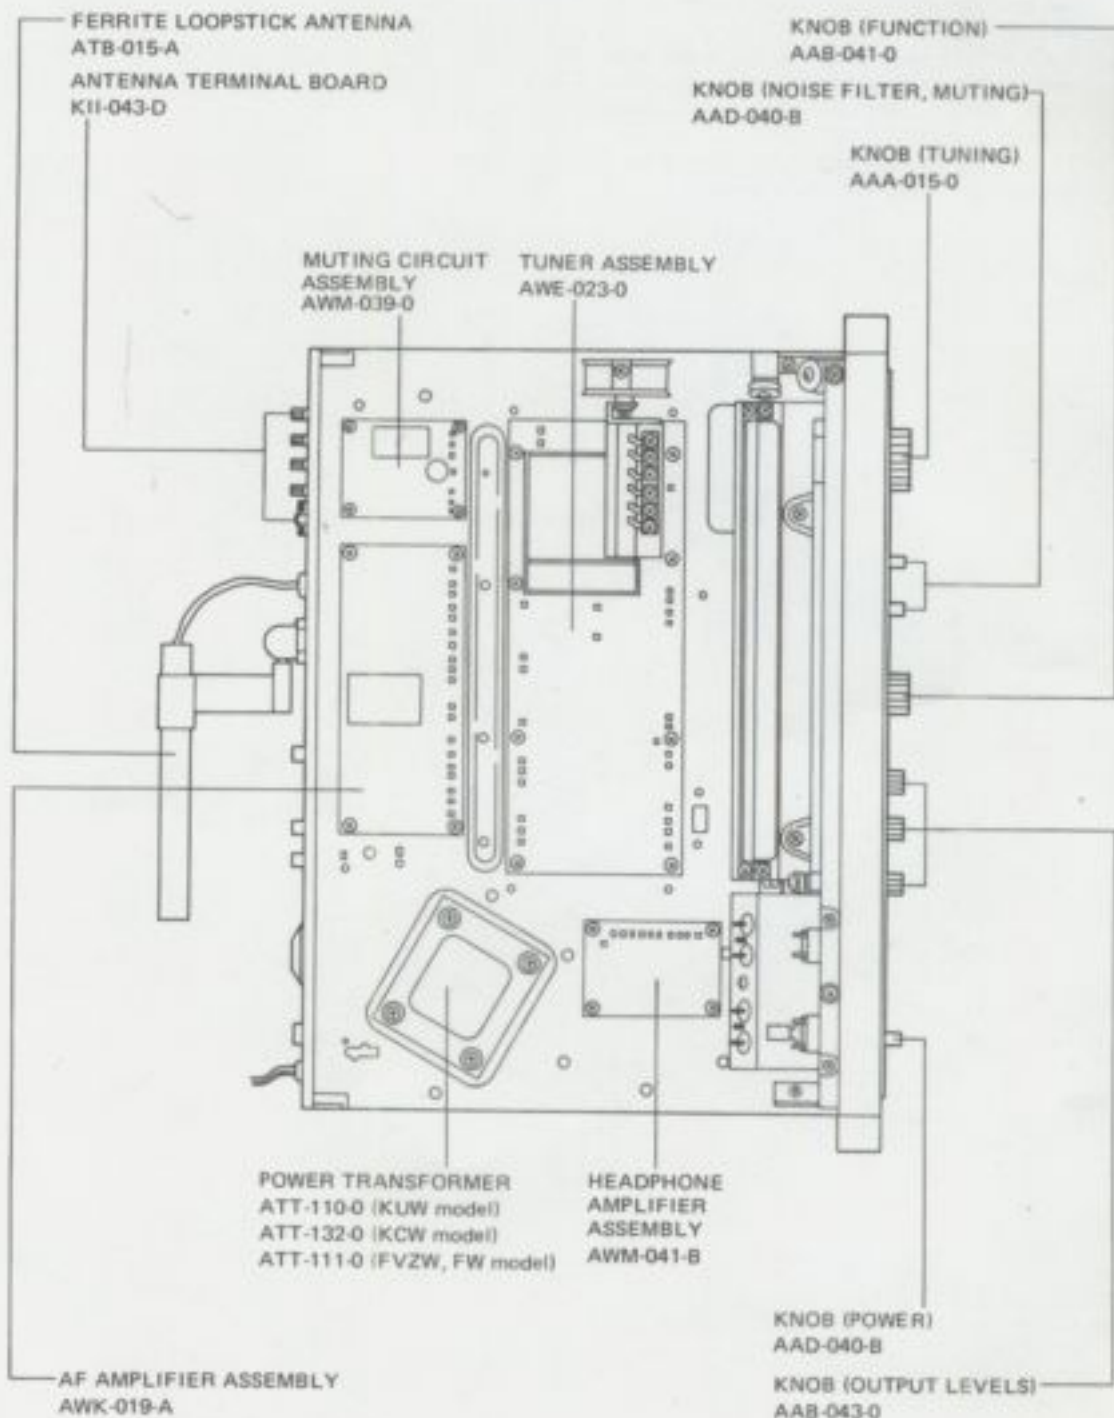 FERRITE LOOPSTICK ANTENNA
ATB-015-A
ANTENNA TERMINAL BOARD
KII-043-D
KNOB (FUNCTION)
AAB-041-0
KNOB (NOISE FILTER, MUTING)
AAD-040-B
KNOB (TUNING)
AAA-015-0
MUTING CIRCUIT
ASSEMBLY
AWM-039-0
TUNER ASSEMBLY
AWE-023-0
POWER TRANSFORMER
ATT-110-0 (KUW model)
ATT-132-0 (KCW model)
ATT-111-0 (FVZW, FW model)
HEADPHONE
AMPLIFIER
ASSEMBLY
AWM-041-B
KNOB (POWER)
AAD-040-B
AF AMPLIFIER ASSEMBLY
AWK-019-A
KNOB (OUTPUT LEVELS)
AAB-043-0